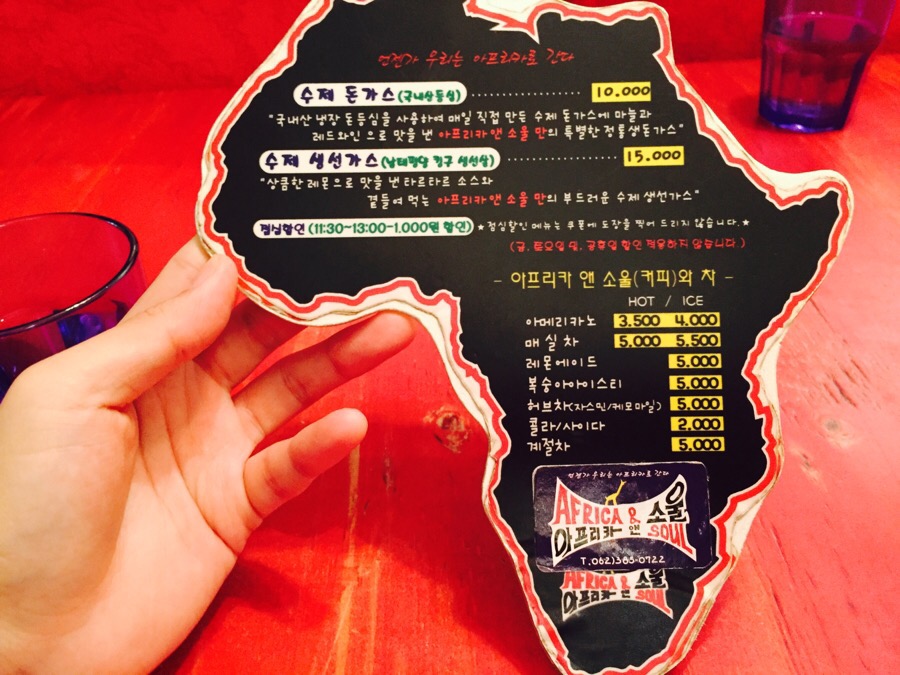 언젠가 우리는 아프리카로 간다
수제 돈가스 (국내산등심) 10.000
"국내산 냉장 돈등심을 사용하여 매일 직접 만든 수제 돈가스에 마늘과
레드와인 으로 맛을 낸 아프리카앤 소울 만의 특별한 정통생돈가스"
수제 생선가스 (남태평양 킹구 생선살) 15.000
"상큼한 레몬으로 맛을 낸 타르타르 소스와
곁들여 먹는 아프리카앤 소울 만의 부드러운 수제 생선가스"
점심할인 (11:30~13:00-1.000원 할인) ★점심할인 메뉴는 쿠폰에 도장을 찍어 드리지 않습니다.★
(금, 토요일 및, 공휴일 할인 적용하지 않습니다.)
- 아프리카 앤 소울(커피)와 차 -
HOT / ICE
아메리카노 3.500 4.000
매실차 5.000 5.500
레몬에이드 5.000
복숭아아이스티 5.000
허브차(자스민/케모마일) 5.000
콜라/사이다 2.000
계절차 5.000
언젠가 우리는 아프리카로 간다
AFRICA & 소울
아프리카 앤 SOUL
T.062)385-0722
AFRICA & 소울
아프리카 앤 SOUL